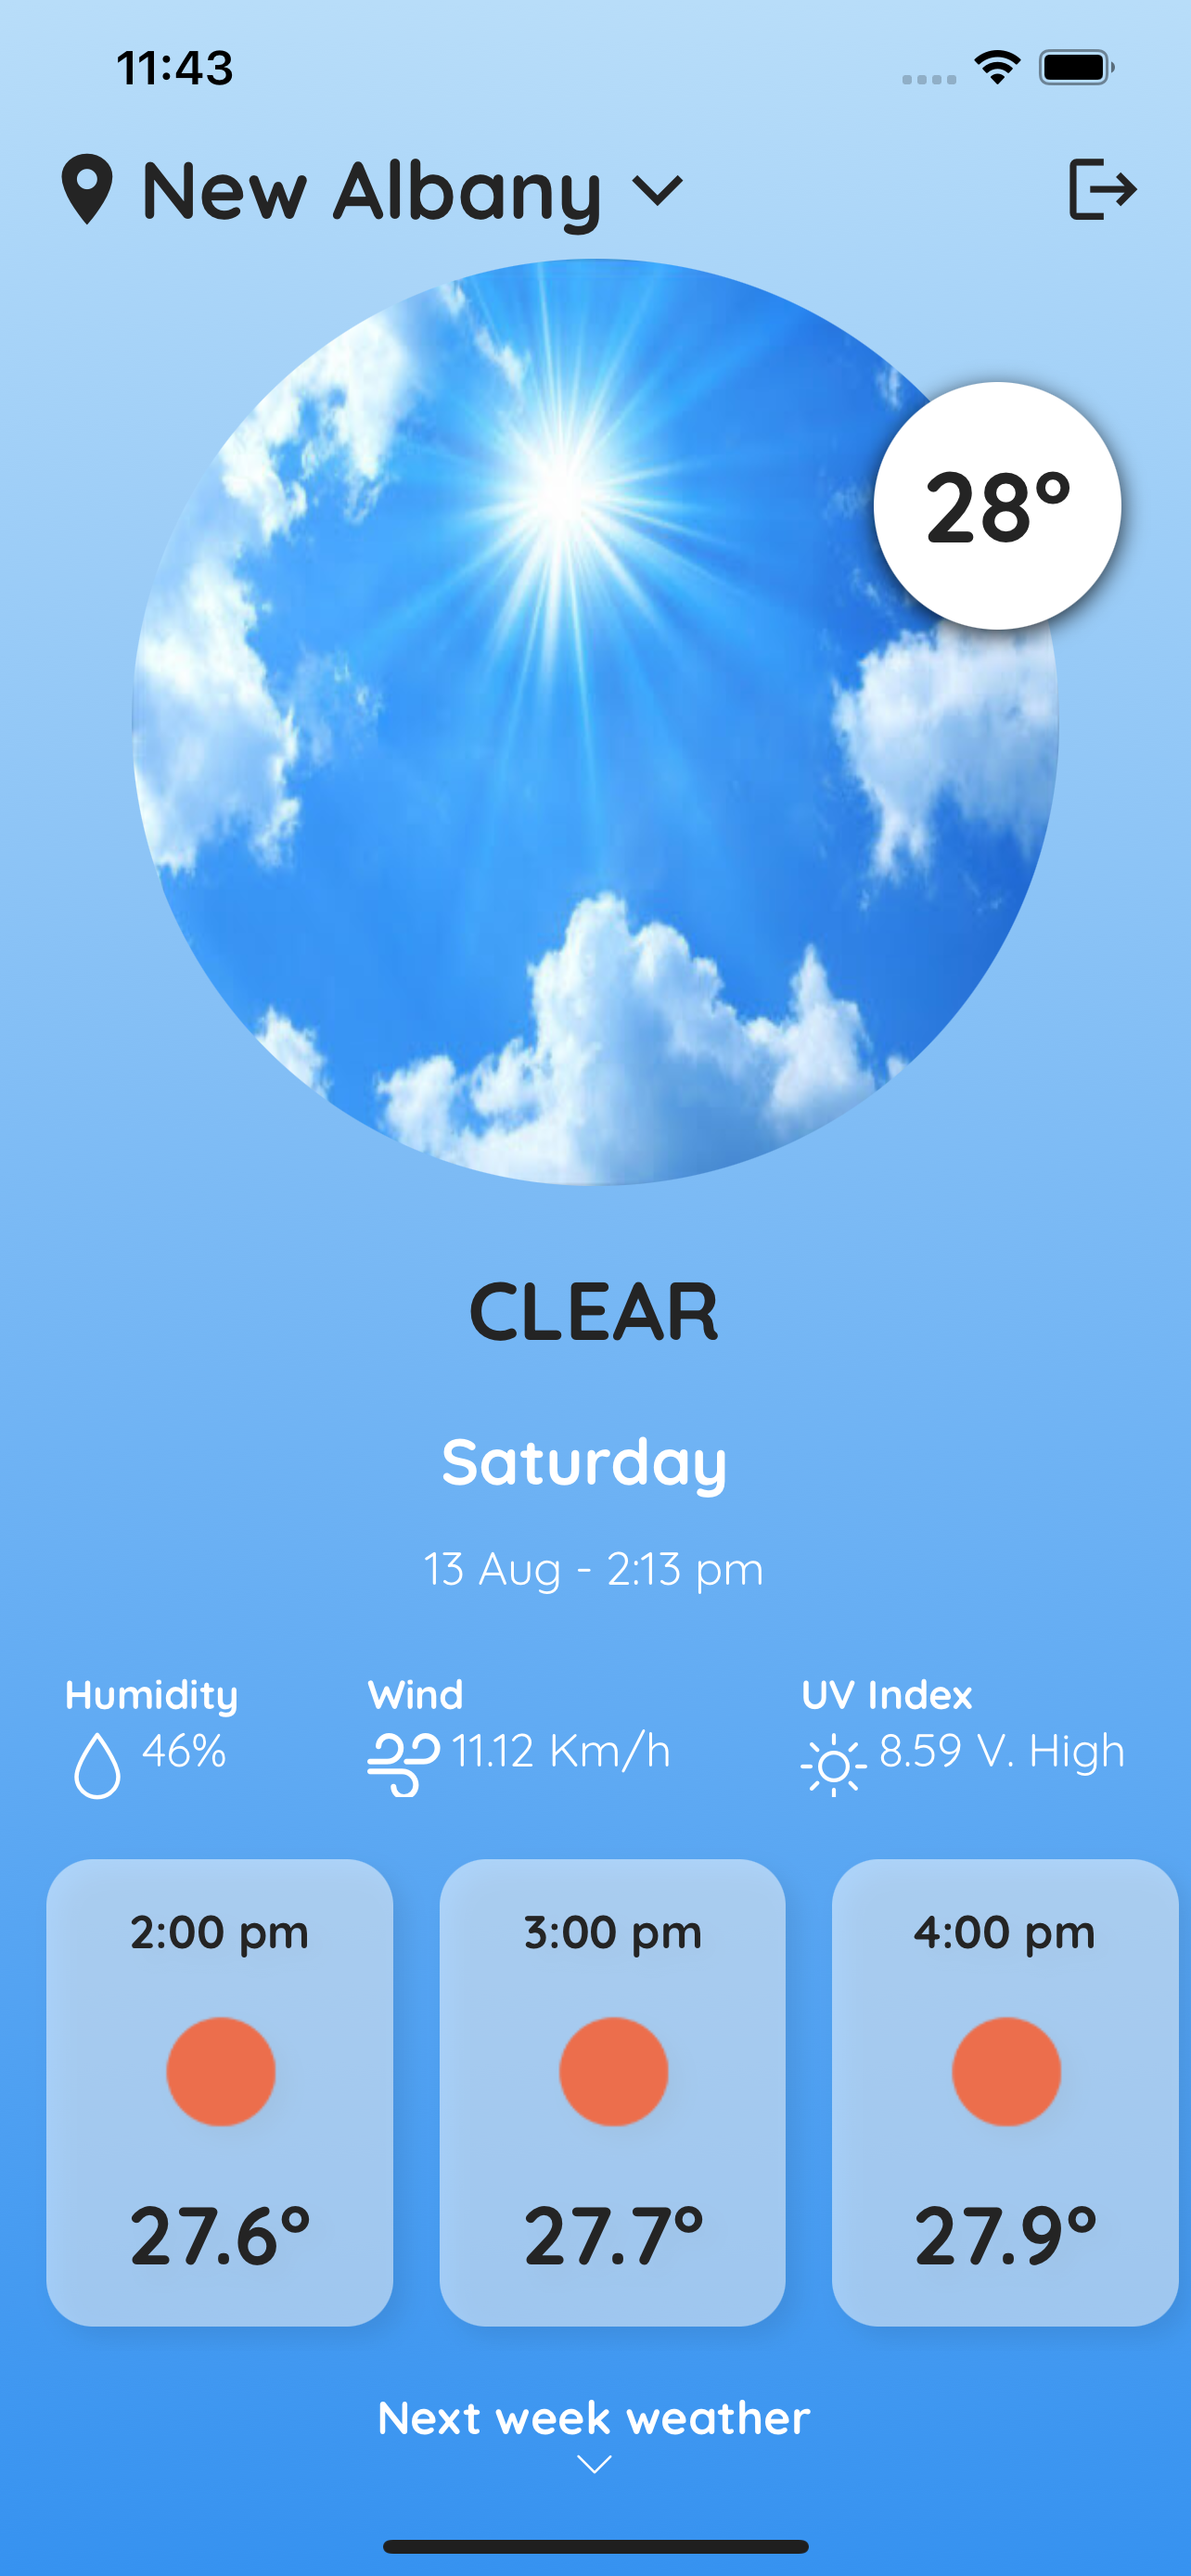 11:43
New Albany
28°
CLEAR
Saturday
13 Aug - 2:13 pm
Humidity Wind UV Index
46% 11.12 Km/h 8.59 V. High
2:00 pm 3:00 pm 4:00 pm
27.6° 27.7° 27.9°
Next week weather